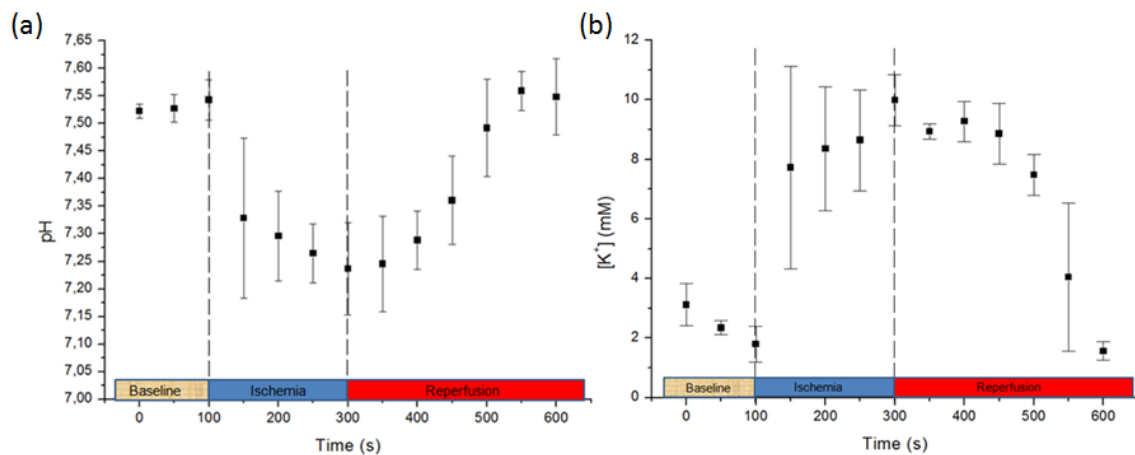 (a)
7,65
7,60
7,55
7,50
7,45
7,40
7,35
7,30
7,25
7,20
7,15
7,10
7,05
7,00
pH
Baseline
Ischemia
Reperfusion
0 100 200 300 400 500 600
Time (s)
(b)
12
10
8
6
4
2
0
[K+] (mM)
Baseline
Ischemia
Reperfusion
0 100 200 300 400 500 600
Time (s)